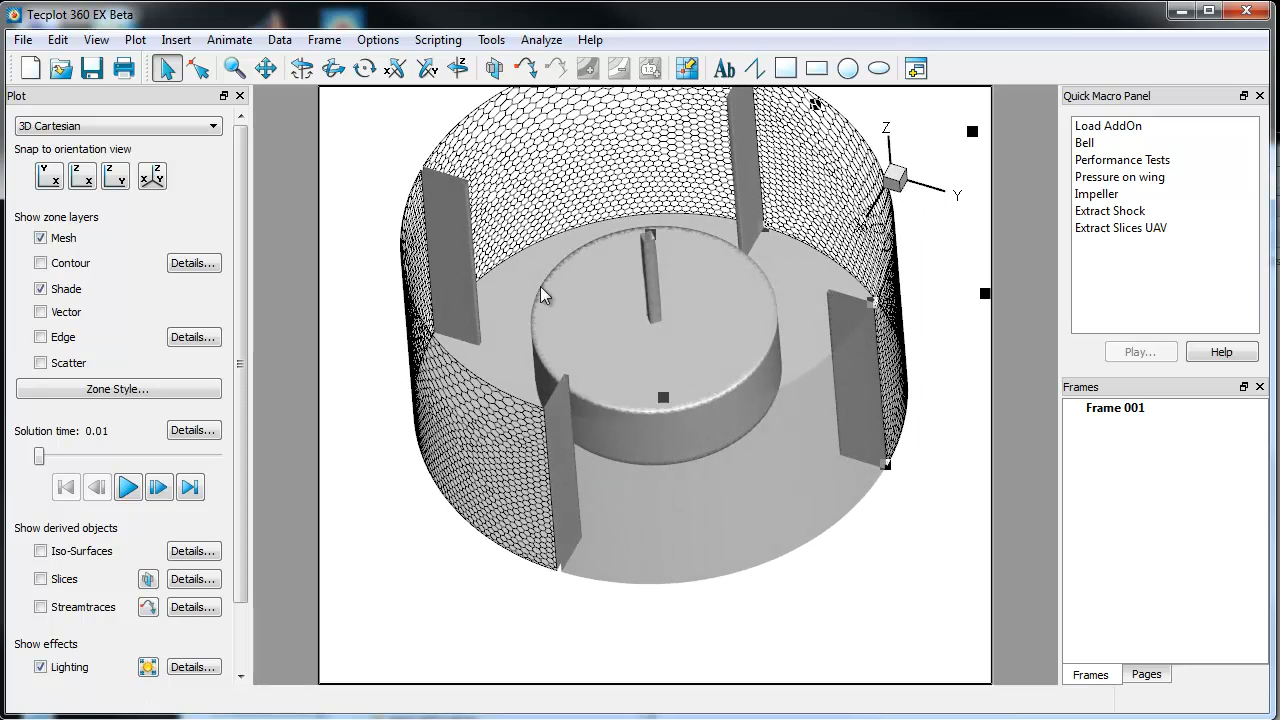 Tecplot 360 EX Beta
File Edit View Plot Insert Animate Data Frame Options Scripting Tools Analyze Help
Ab
Plot
3D Cartesian
Snap to orientation view
Y X Z X Z Y Z X Y
Show zone layers
Mesh
Contour Details...
Shade
Vector
Edge Details...
Scatter
Zone Style...
Solution time: 0.01 Details...
Show derived objects
Iso-Surfaces Details...
Slices Details...
Streamtraces Details...
Show effects
Lighting Details...
Z
Y
Quick Macro Panel
Load AddOn
Bell
Performance Tests
Pressure on wing
Impeller
Extract Shock
Extract Slices UAV
Play... Help
Frames
Frame 001
Frames Pages